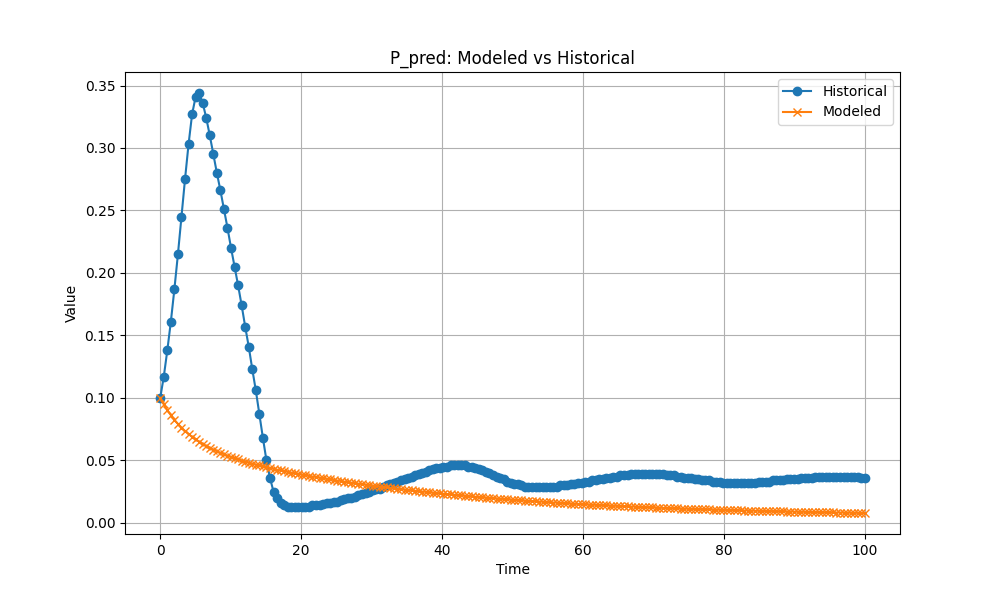 P_pred: Modeled vs Historical
Historical
Modeled
Value
0.35
0.30
0.25
0.20
0.15
0.10
0.05
0.00
0 20 40 60 80 100
Time